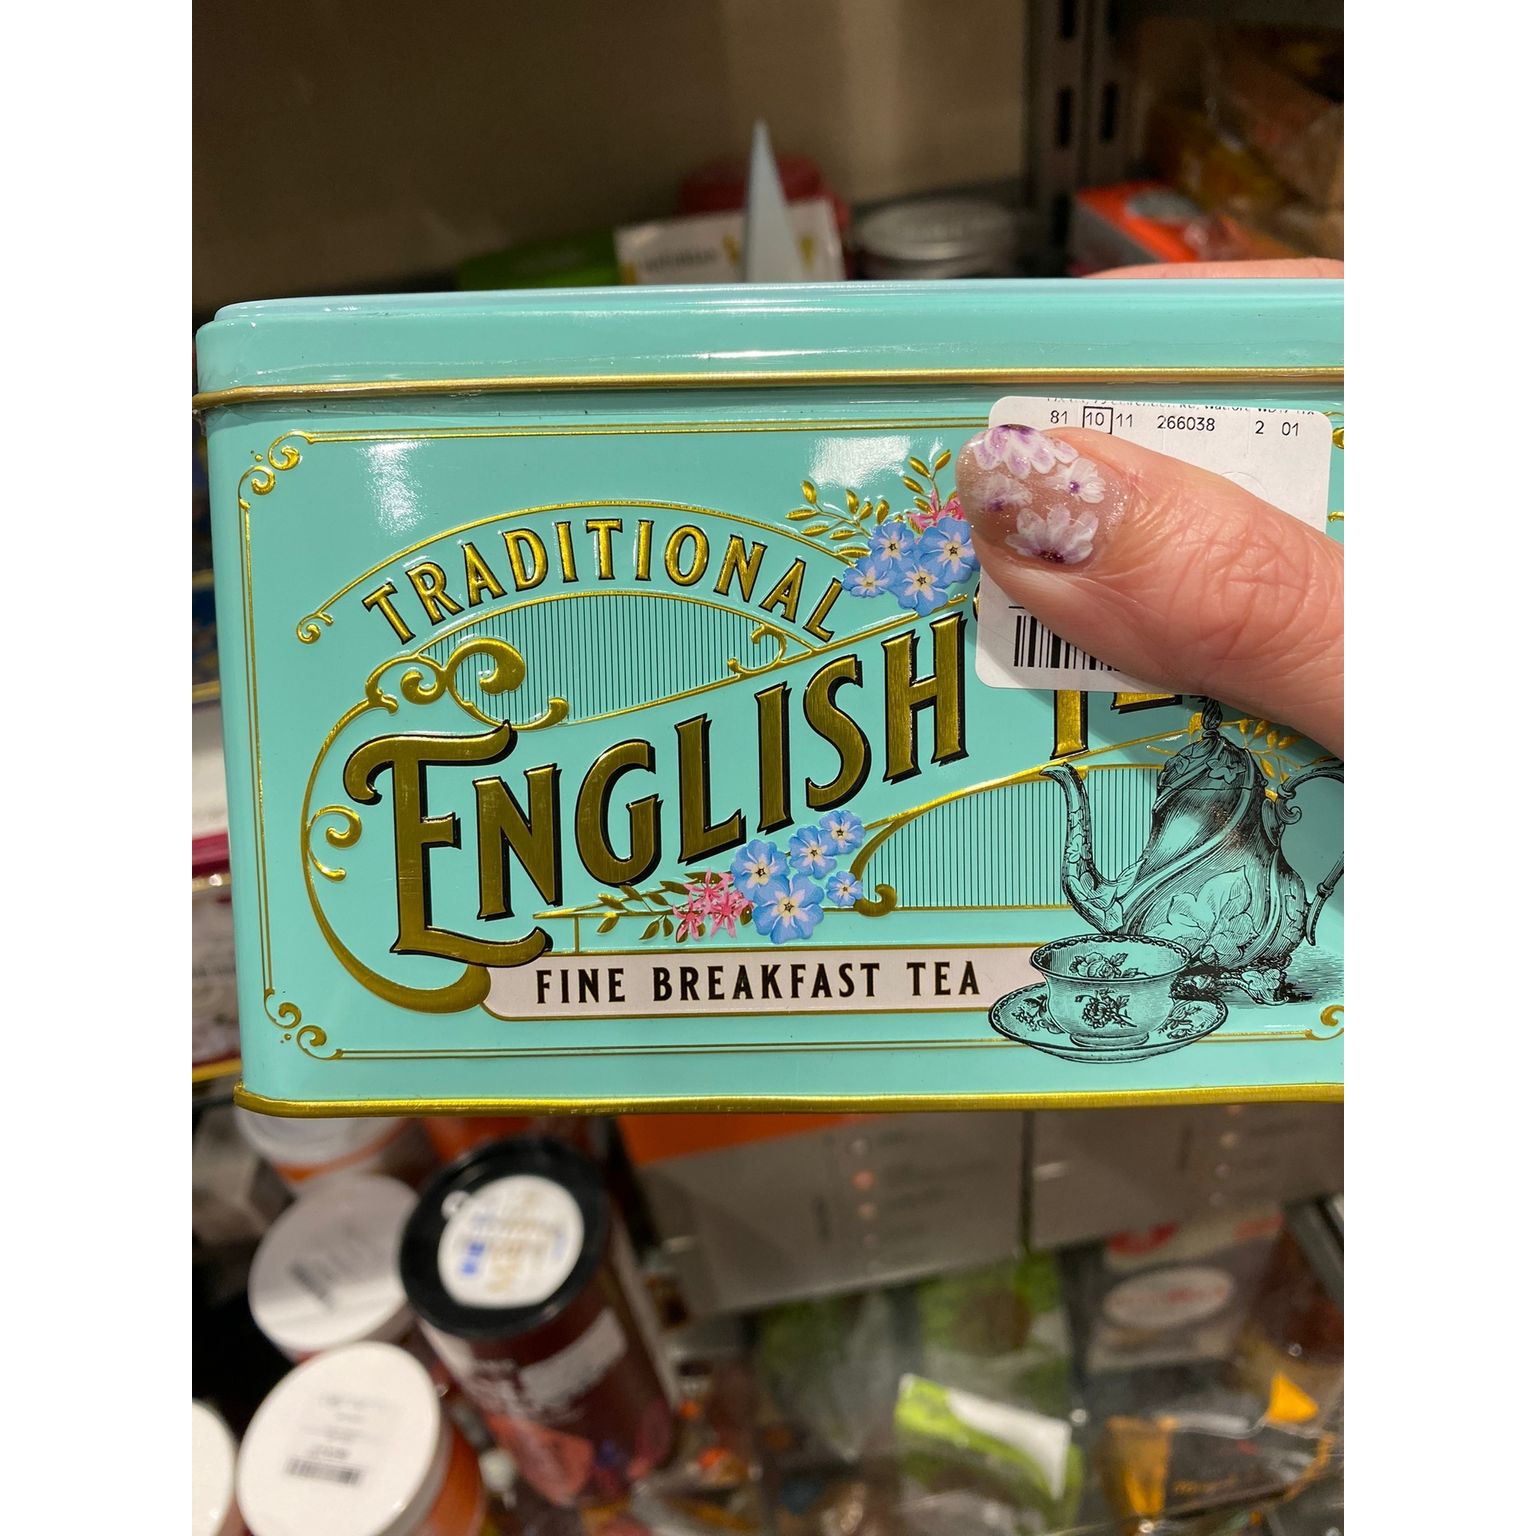 81 10 11 266038 2 01
TRADITIONAL
ENGLISH
FINE BREAKFAST TEA